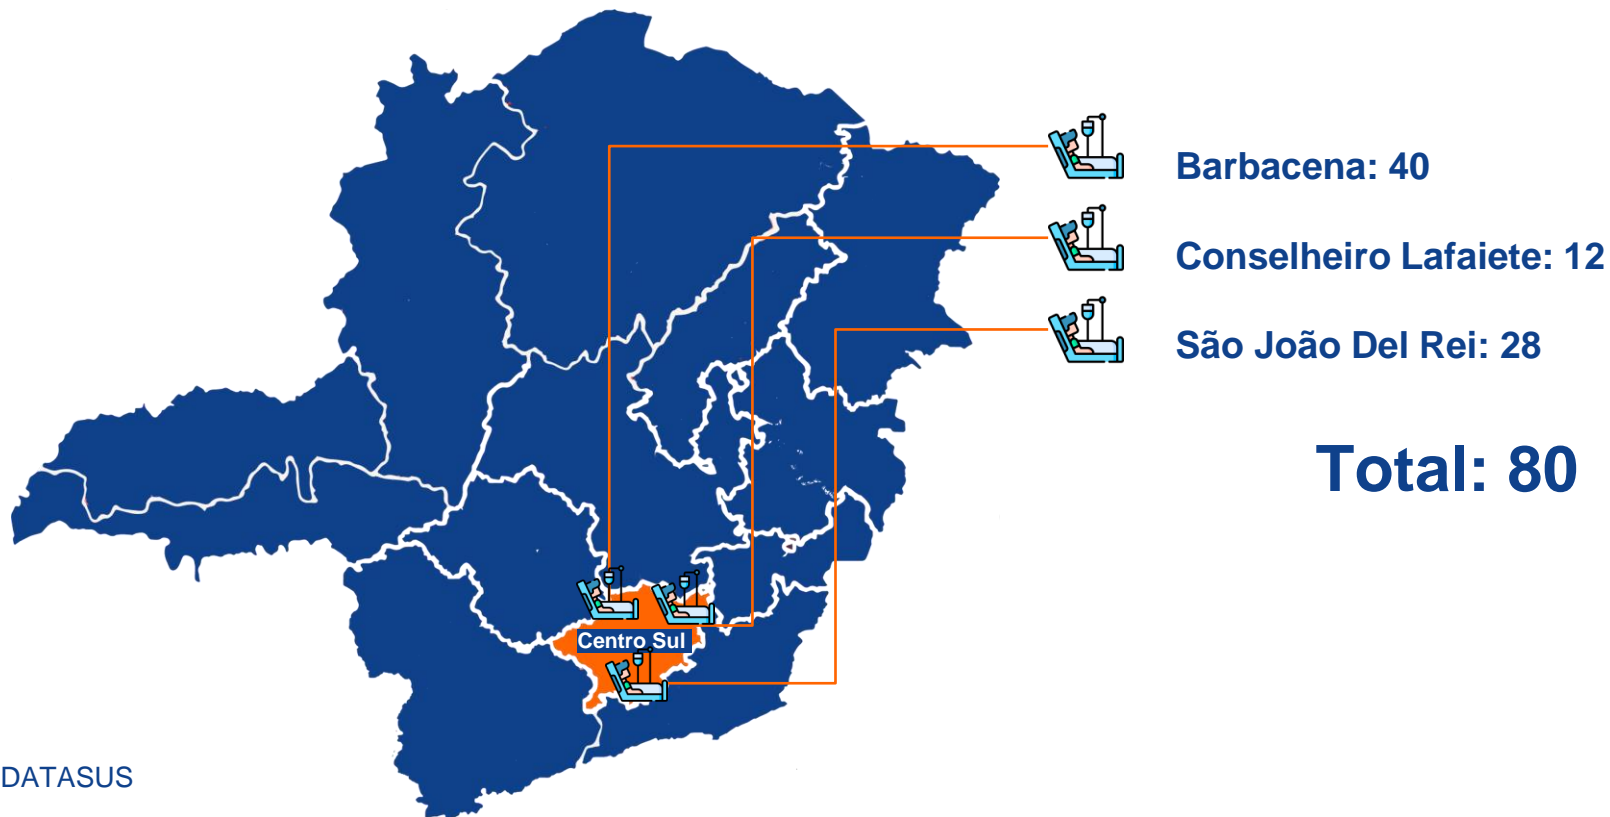 Barbacena: 40
Conselheiro Lafaiete: 12
São João Del Rei: 28
Total: 80
Centro Sul
DATASUS